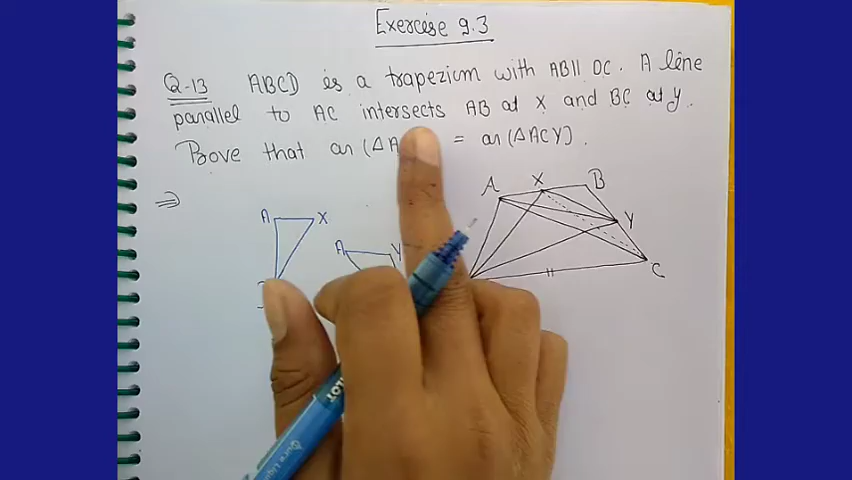 Exercise 9.3
Q-13 ABCD is a trapezium with AB || DC. A line
parallel to AC intersects AB at X and BC at Y.
Prove that ar (ΔA = ar (ΔACY).
⇒
A X B
Y
C
A X
A Y
PILOT